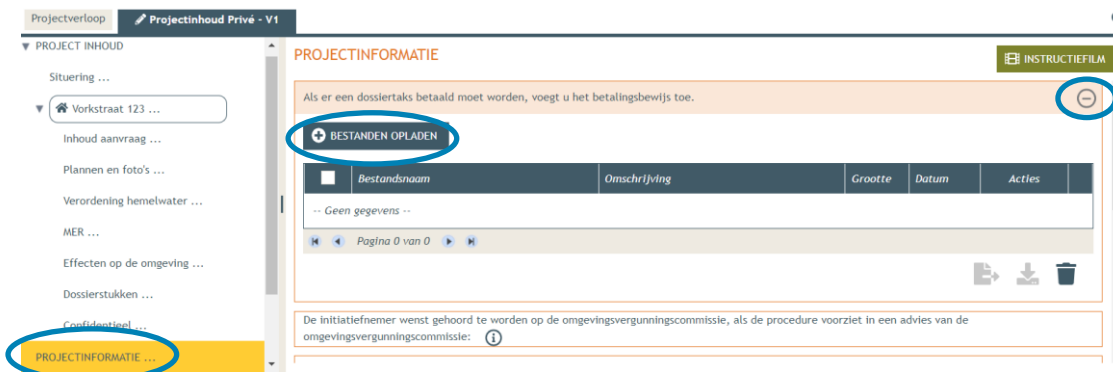 Projectverloop
Projectinhoud Privé - V1
PROJECT INHOUD
Situering ...
Vorkstraat 123 ...
Inhoud aanvraag ...
Plannen en foto's ...
Verordening hemelwater ...
MER ...
Effecten op de omgeving ...
Dossierstukken ...
Confidentieel ...
PROJECTINFORMATIE ...
PROJECTINFORMATIE
INSTRUCTIEFILM
Als er een dossiertaks betaald moet worden, voegt u het betalingsbewijs toe.
BESTANDEN OPLADEN
Bestandsnaam Omschrijving Grootte Datum Acties
-- Geen gegevens --
Pagina 0 van 0
De initiatiefnemer wenst gehoord te worden op de omgevingsvergunningscommissie, als de procedure voorziet in een advies van de
omgevingsvergunningscommissie: